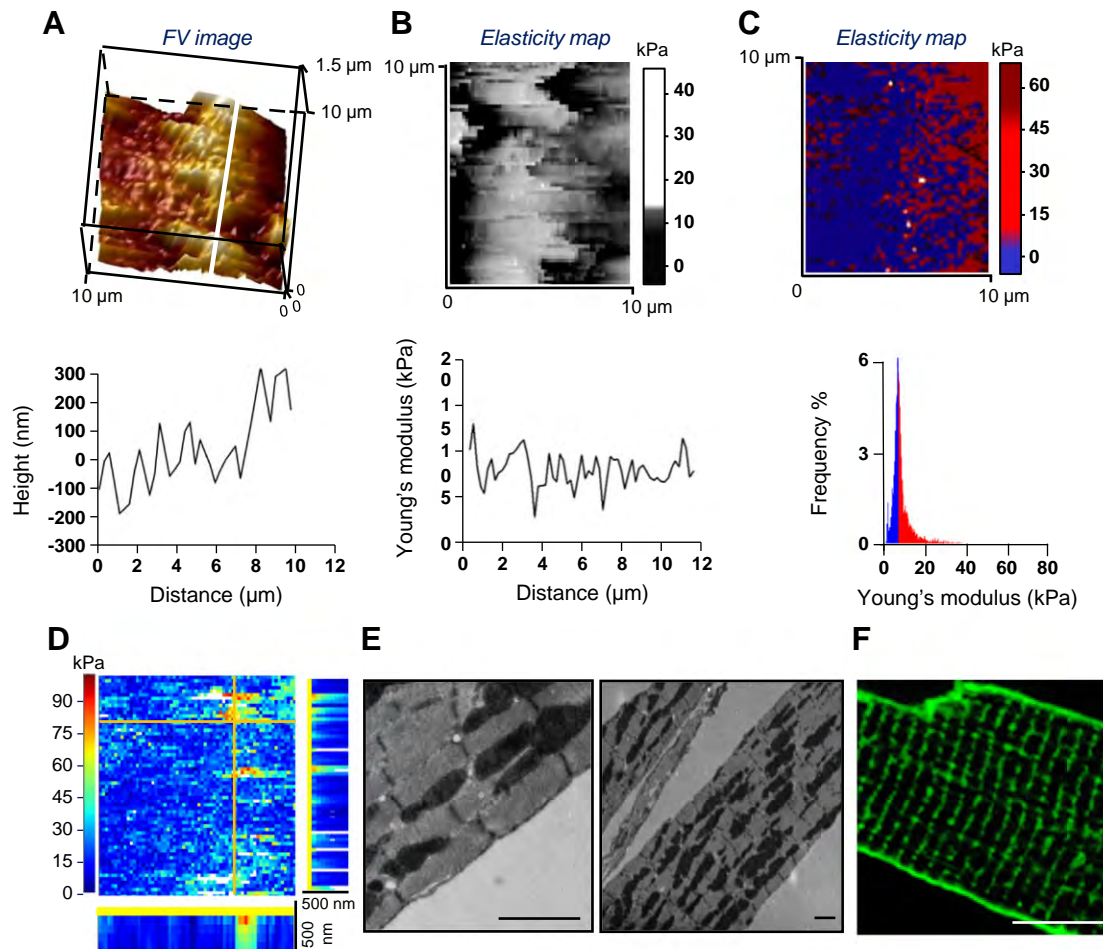 A
FV image
1.5 µm
10 µm
10 µm
0
0 0
B
Elasticity map
kPa
10 µm
40
30
20
10
0
0
10 µm
C
Elasticity map
kPa
10 µm
60
45
30
15
0
0
10 µm
Height (nm)
300
200
100
0
-100
-200
-300
0 2 4 6 8 10 12
Distance (µm)
Young's modulus (kPa)
2
0
1
5
1
0
5
0
0 2 4 6 8 10 12
Distance (µm)
Frequency %
6
3
0
0 20 40 60 80
Young's modulus (kPa)
D
kPa
90
75
60
45
30
15
0
500 nm
500
nm
E
F